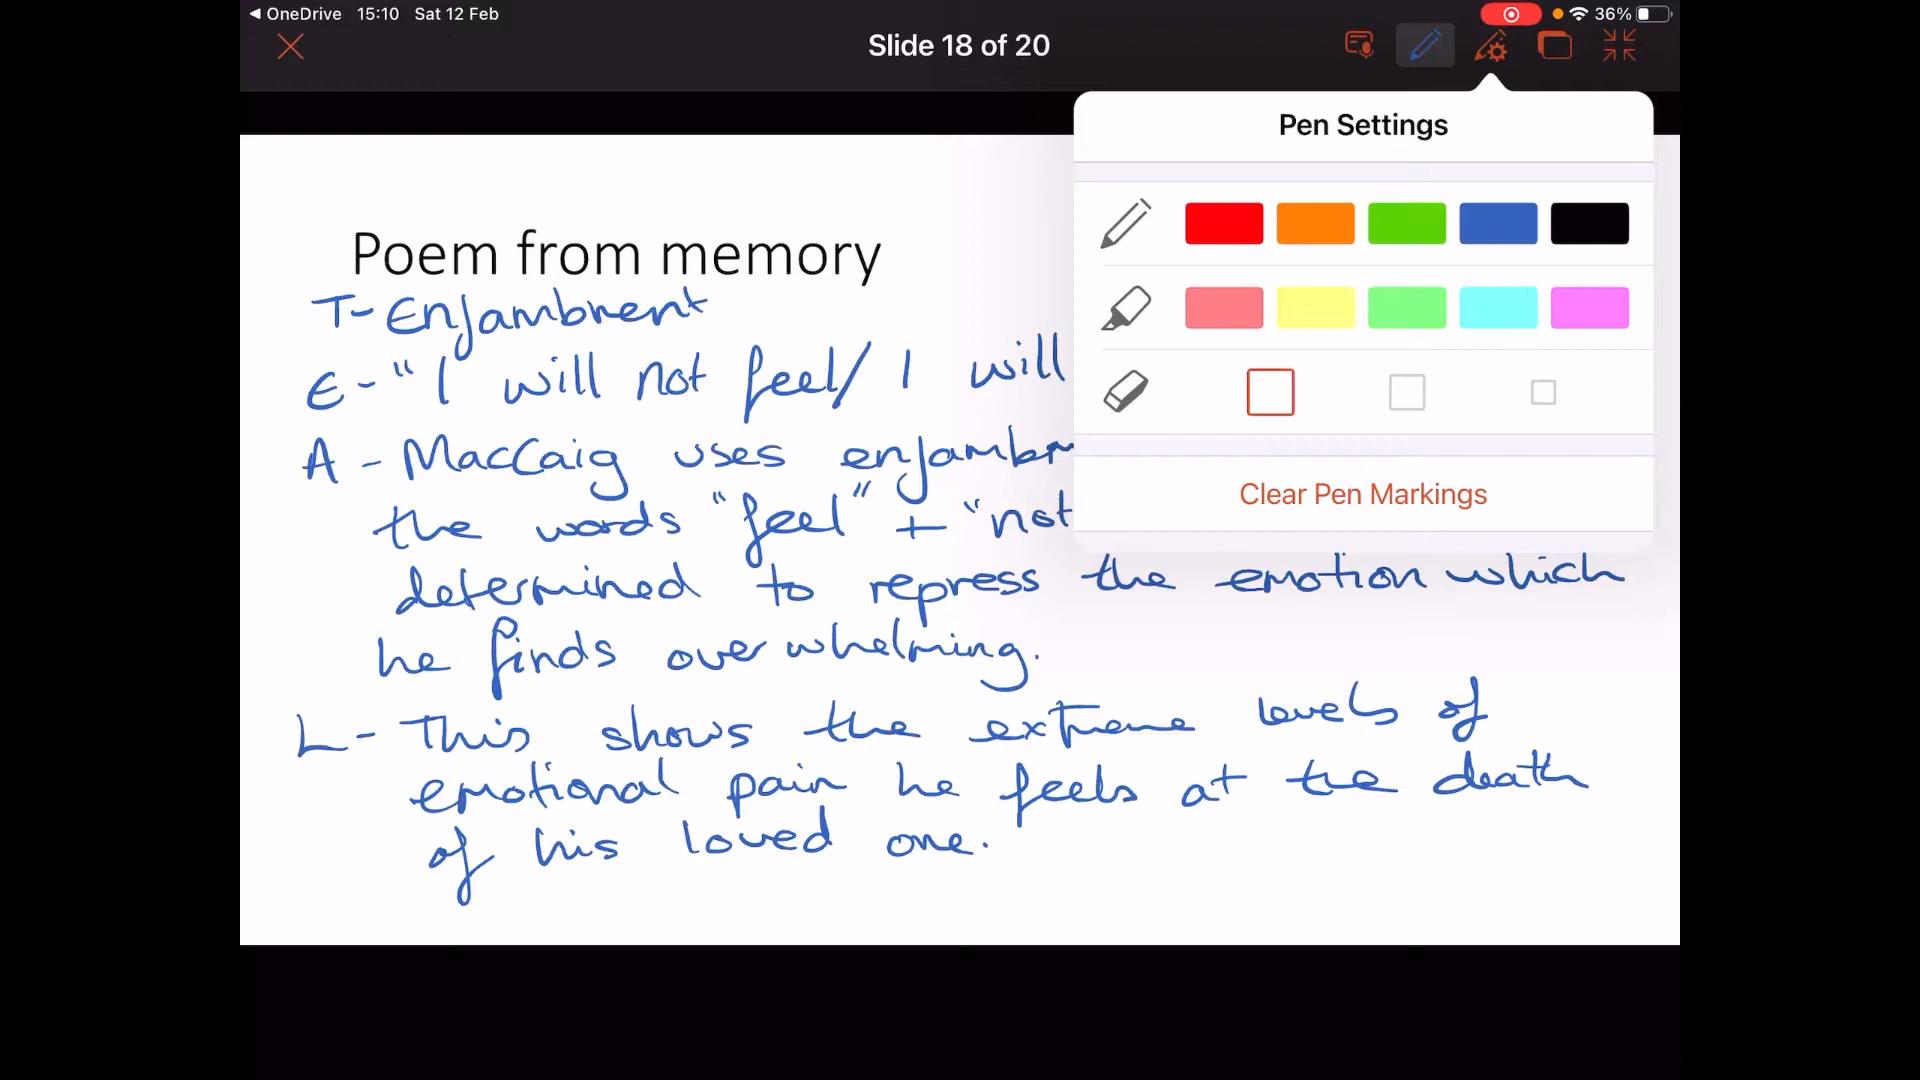 OneDrive 15:10 Sat 12 Feb 36%
Slide 18 of 20
Pen Settings
Clear Pen Markings
Poem from memory
T- Enjambment
E- "I will not feel/ I will
A - MacCaig uses enjambm
the words "feel" + "not
determined to repress the emotion which
he finds overwhelming.
L- This shows the extreme levels of
emotional pain he feels at the death
of his loved one.